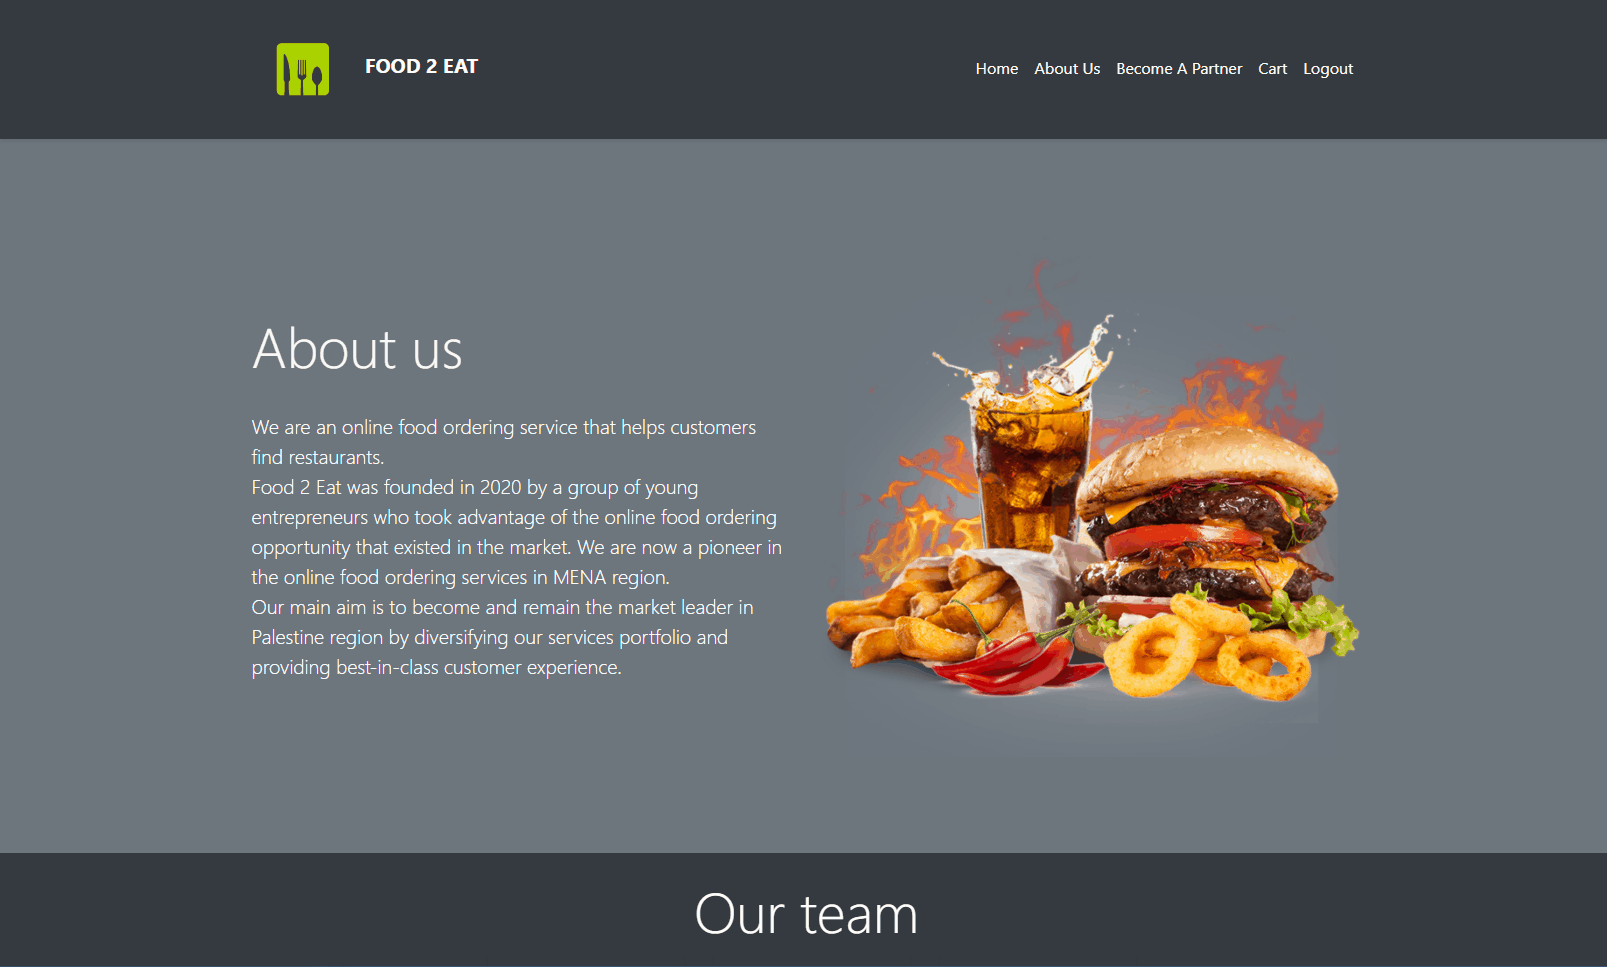 FOOD 2 EAT
Home About Us Become A Partner Cart Logout
About us
We are an online food ordering service that helps customers
find restaurants.
Food 2 Eat was founded in 2020 by a group of young
entrepreneurs who took advantage of the online food ordering
opportunity that existed in the market. We are now a pioneer in
the online food ordering services in MENA region.
Our main aim is to become and remain the market leader in
Palestine region by diversifying our services portfolio and
providing best-in-class customer experience.
Our team